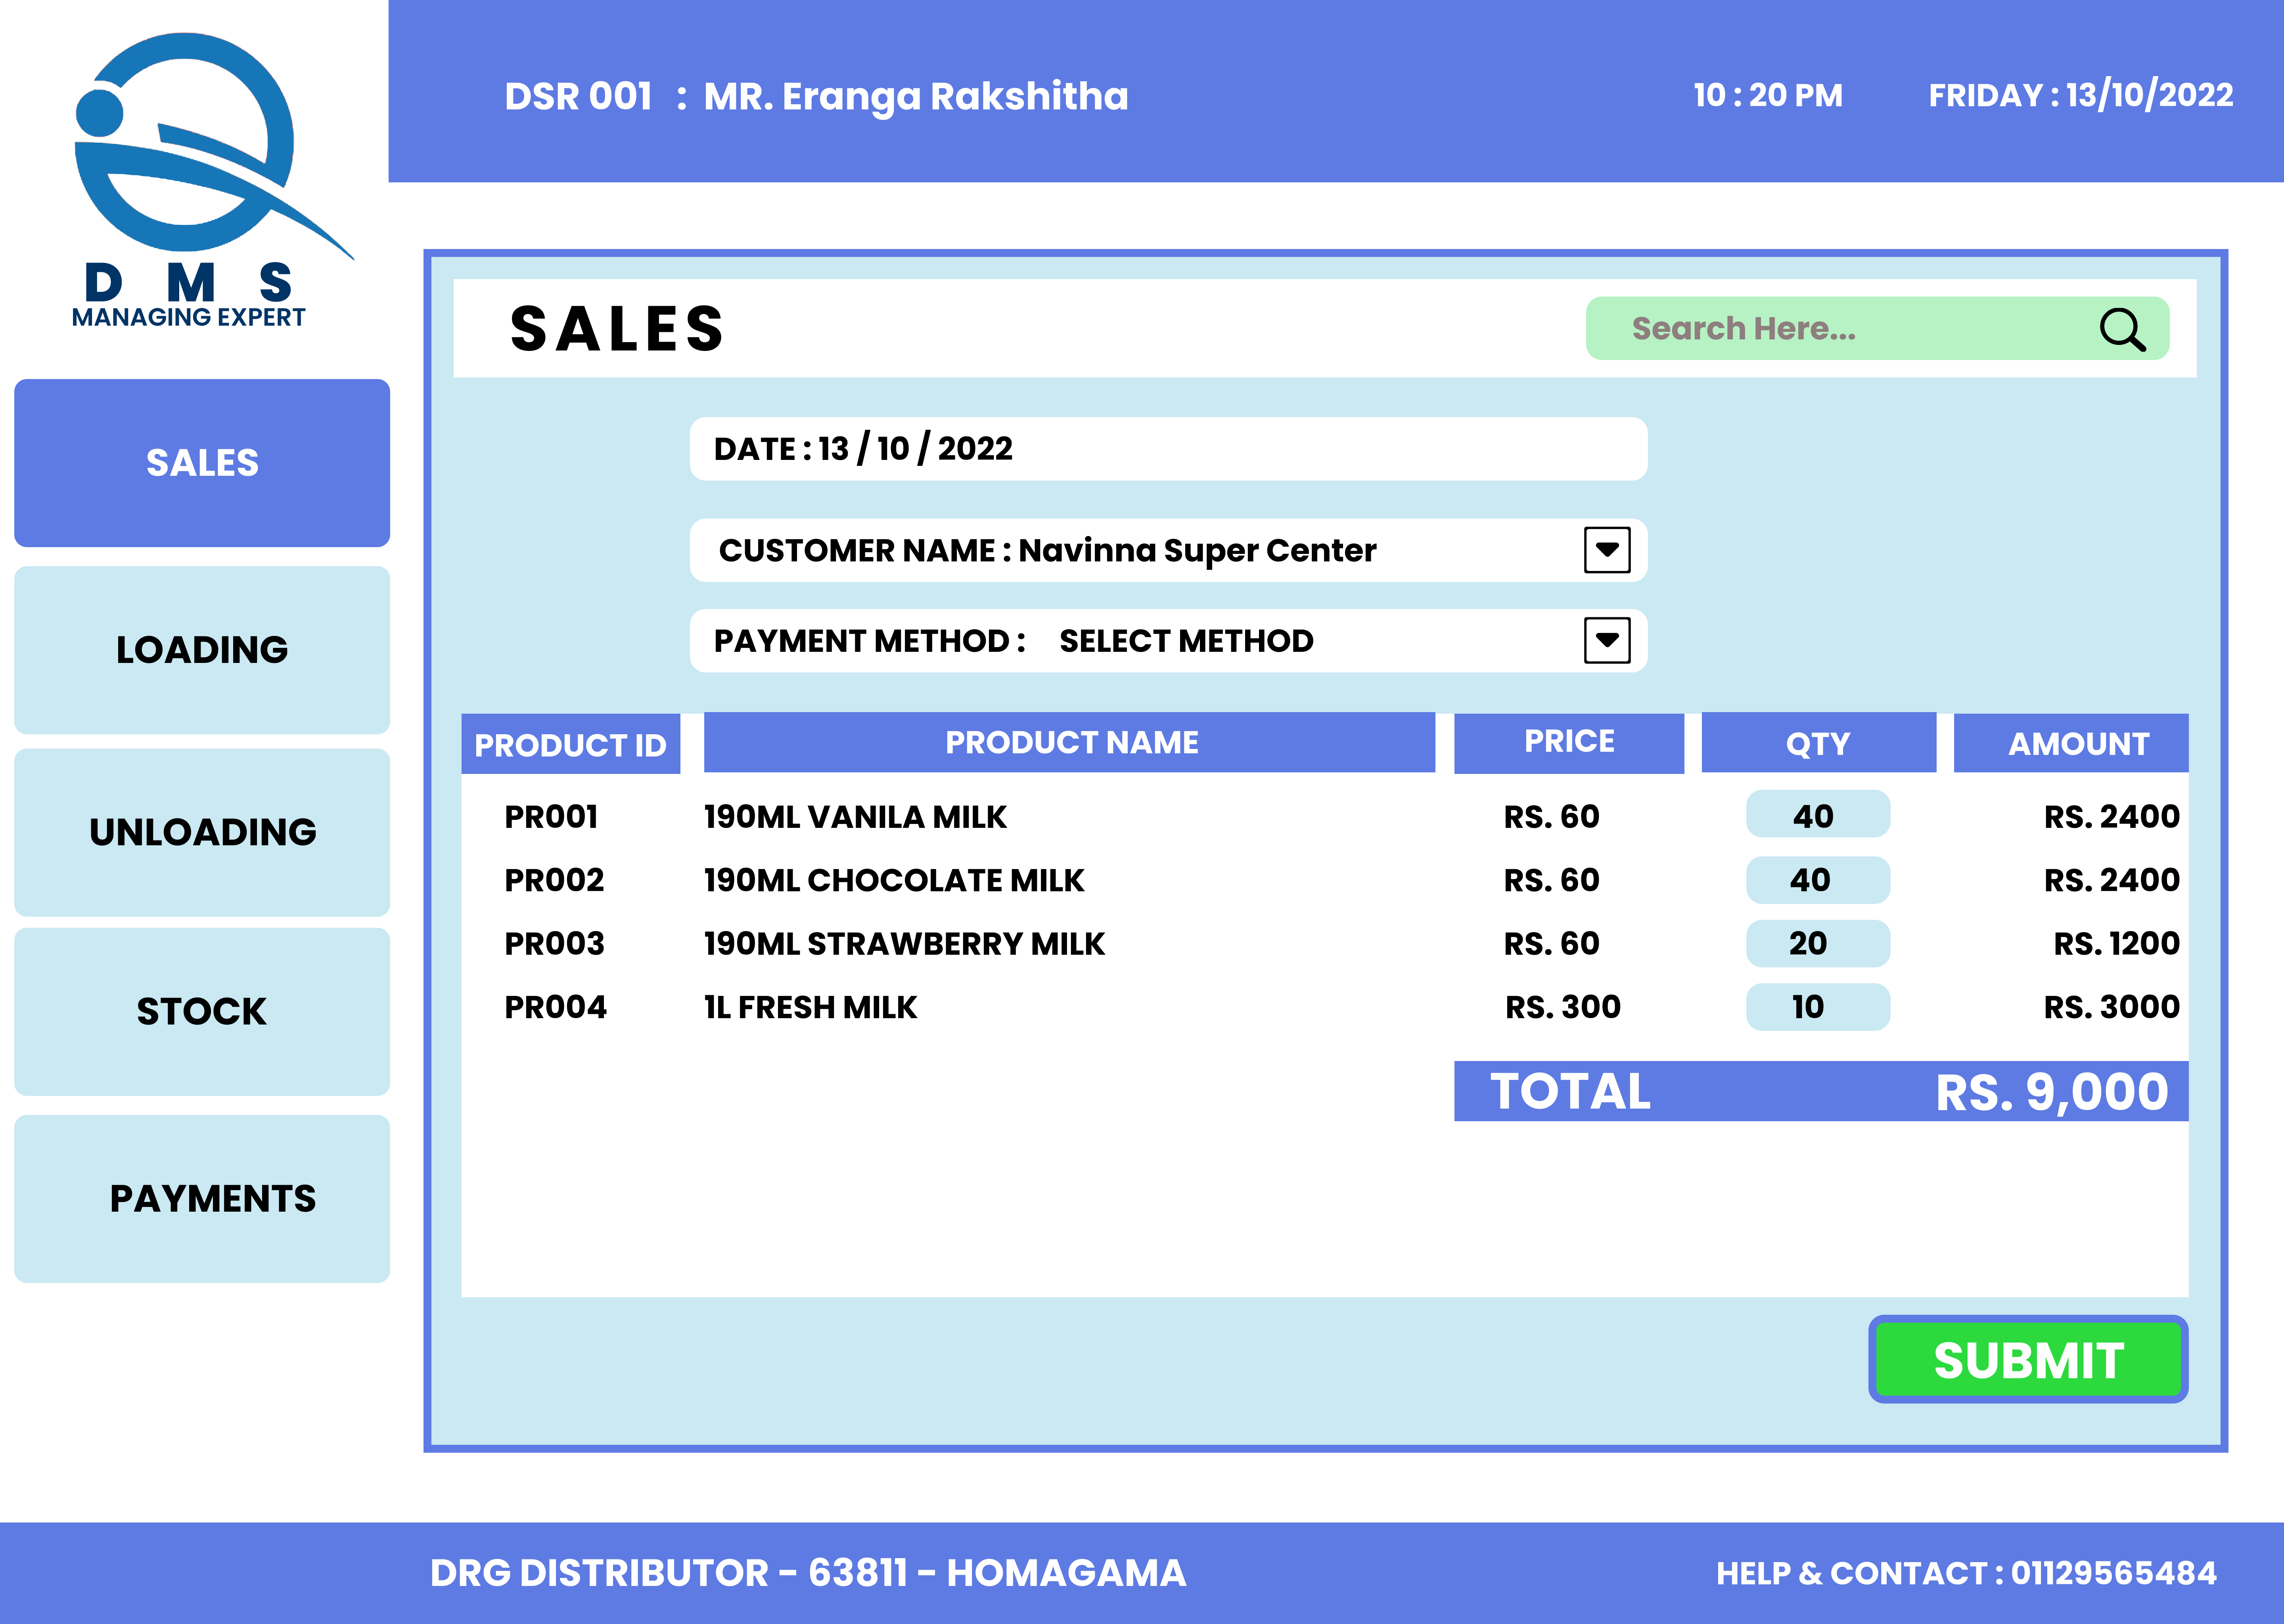 DSR 001 : MR. Eranga Rakshitha 10 : 20 PM FRIDAY : 13/10/2022
D M S
MANAGING EXPERT
SALES
LOADING
UNLOADING
STOCK
PAYMENTS
SALES Search Here...
DATE : 13 / 10 / 2022
CUSTOMER NAME : Navinna Super Center
PAYMENT METHOD : SELECT METHOD
PRODUCT ID PRODUCT NAME PRICE QTY AMOUNT
PR001 190ML VANILA MILK RS. 60 40 RS. 2400
PR002 190ML CHOCOLATE MILK RS. 60 40 RS. 2400
PR003 190ML STRAWBERRY MILK RS. 60 20 RS. 1200
PR004 1L FRESH MILK RS. 300 10 RS. 3000
TOTAL RS. 9,000
SUBMIT
DRG DISTRIBUTOR - 63811 - HOMAGAMA HELP & CONTACT : 01129565484